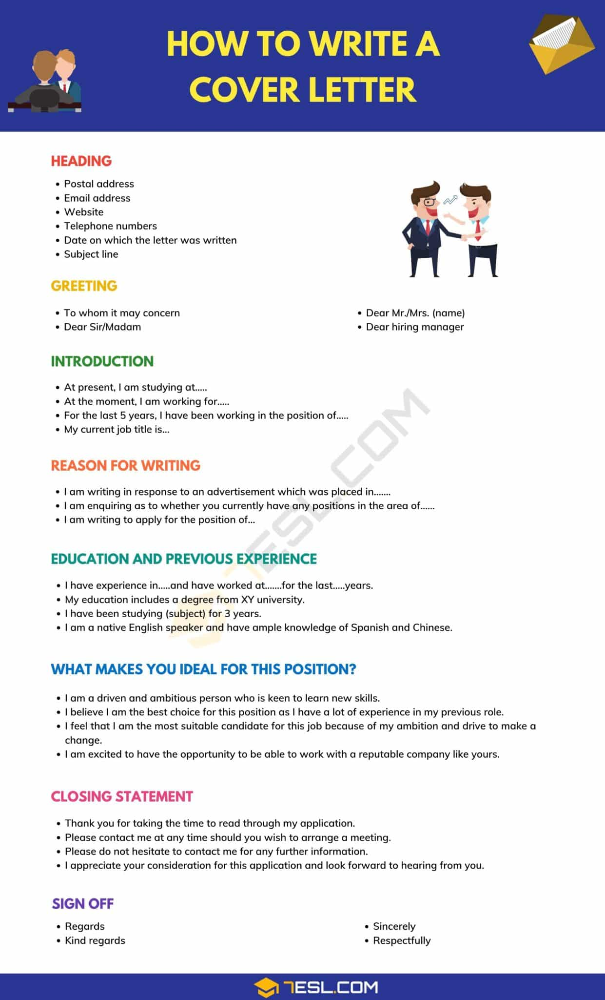 HOW TO WRITE A
COVER LETTER
HEADING
• Postal address
• Email address
• Website
• Telephone numbers
• Date on which the letter was written
• Subject line
GREETING
• To whom it may concern
• Dear Sir/Madam
• Dear Mr./Mrs. (name)
• Dear hiring manager
INTRODUCTION
• At present, I am studying at.....
• At the moment, I am working for.....
• For the last 5 years, I have been working in the position of.....
• My current job title is...
REASON FOR WRITING
• I am writing in response to an advertisement which was placed in.......
• I am enquiring as to whether you currently have any positions in the area of......
• I am writing to apply for the position of...
EDUCATION AND PREVIOUS EXPERIENCE
• I have experience in.....and have worked at.......for the last.....years.
• My education includes a degree from XY university.
• I have been studying (subject) for 3 years.
• I am a native English speaker and have ample knowledge of Spanish and Chinese.
WHAT MAKES YOU IDEAL FOR THIS POSITION?
• I am a driven and ambitious person who is keen to learn new skills.
• I believe I am the best choice for this position as I have a lot of experience in my previous role.
• I feel that I am the most suitable candidate for this job because of my ambition and drive to make a
change.
• I am excited to have the opportunity to be able to work with a reputable company like yours.
CLOSING STATEMENT
• Thank you for taking the time to read through my application.
• Please contact me at any time should you wish to arrange a meeting.
• Please do not hesitate to contact me for any further information.
• I appreciate your consideration for this application and look forward to hearing from you.
SIGN OFF
• Regards
• Kind regards
• Sincerely
• Respectfully
7ESL.COM
7ESL.COM